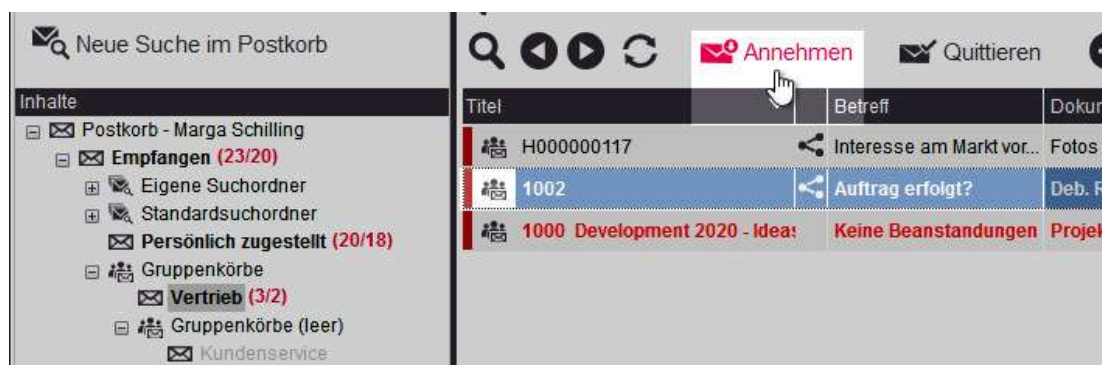 Neue Suche im Postkorb
Inhalte
Postkorb - Marga Schilling
Empfangen (23/20)
Eigene Suchordner
Standardsuchordner
Persönlich zugestellt (20/18)
Gruppenkörbe
Vertrieb (3/2)
Gruppenkörbe (leer)
Kundenservice
Annehmen Quittieren
Titel Betreff Dokum
H000000117 Interesse am Markt vor... Fotos
1002 Auftrag erfolgt? Deb. R
1000 Development 2020 - Ideas Keine Beanstandungen Projek